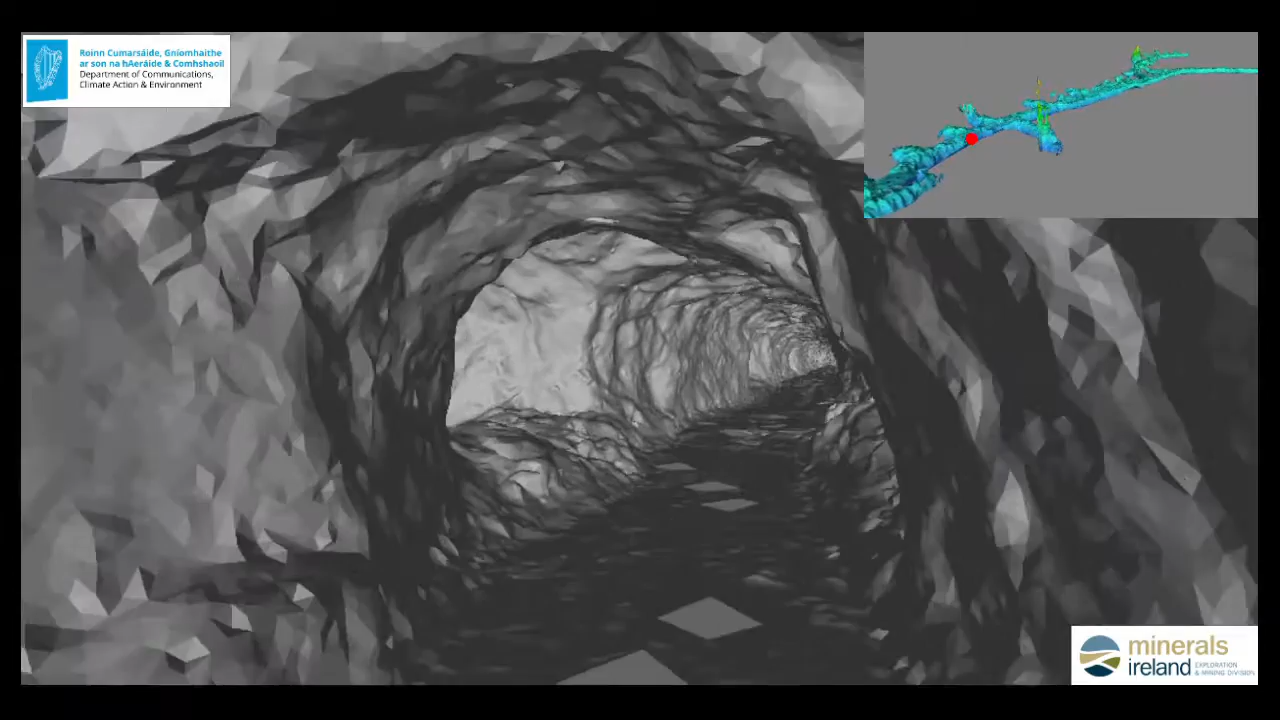 Roinn Cumarsáide, Gníomhaithe
ar son na hAeráide & Comhshaoil
Department of Communications,
Climate Action & Environment
minerals
ireland
EXPLORATION
& MINING DIVISION